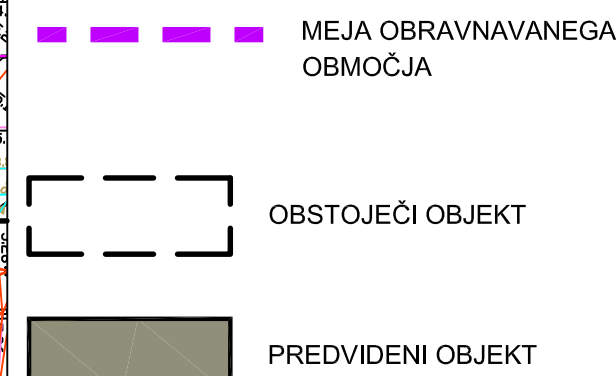 MEJA OBRAVNAVANEGA
OBMOČJA
OBSTOJEČI OBJEKT
PREDVIDENI OBJEKT